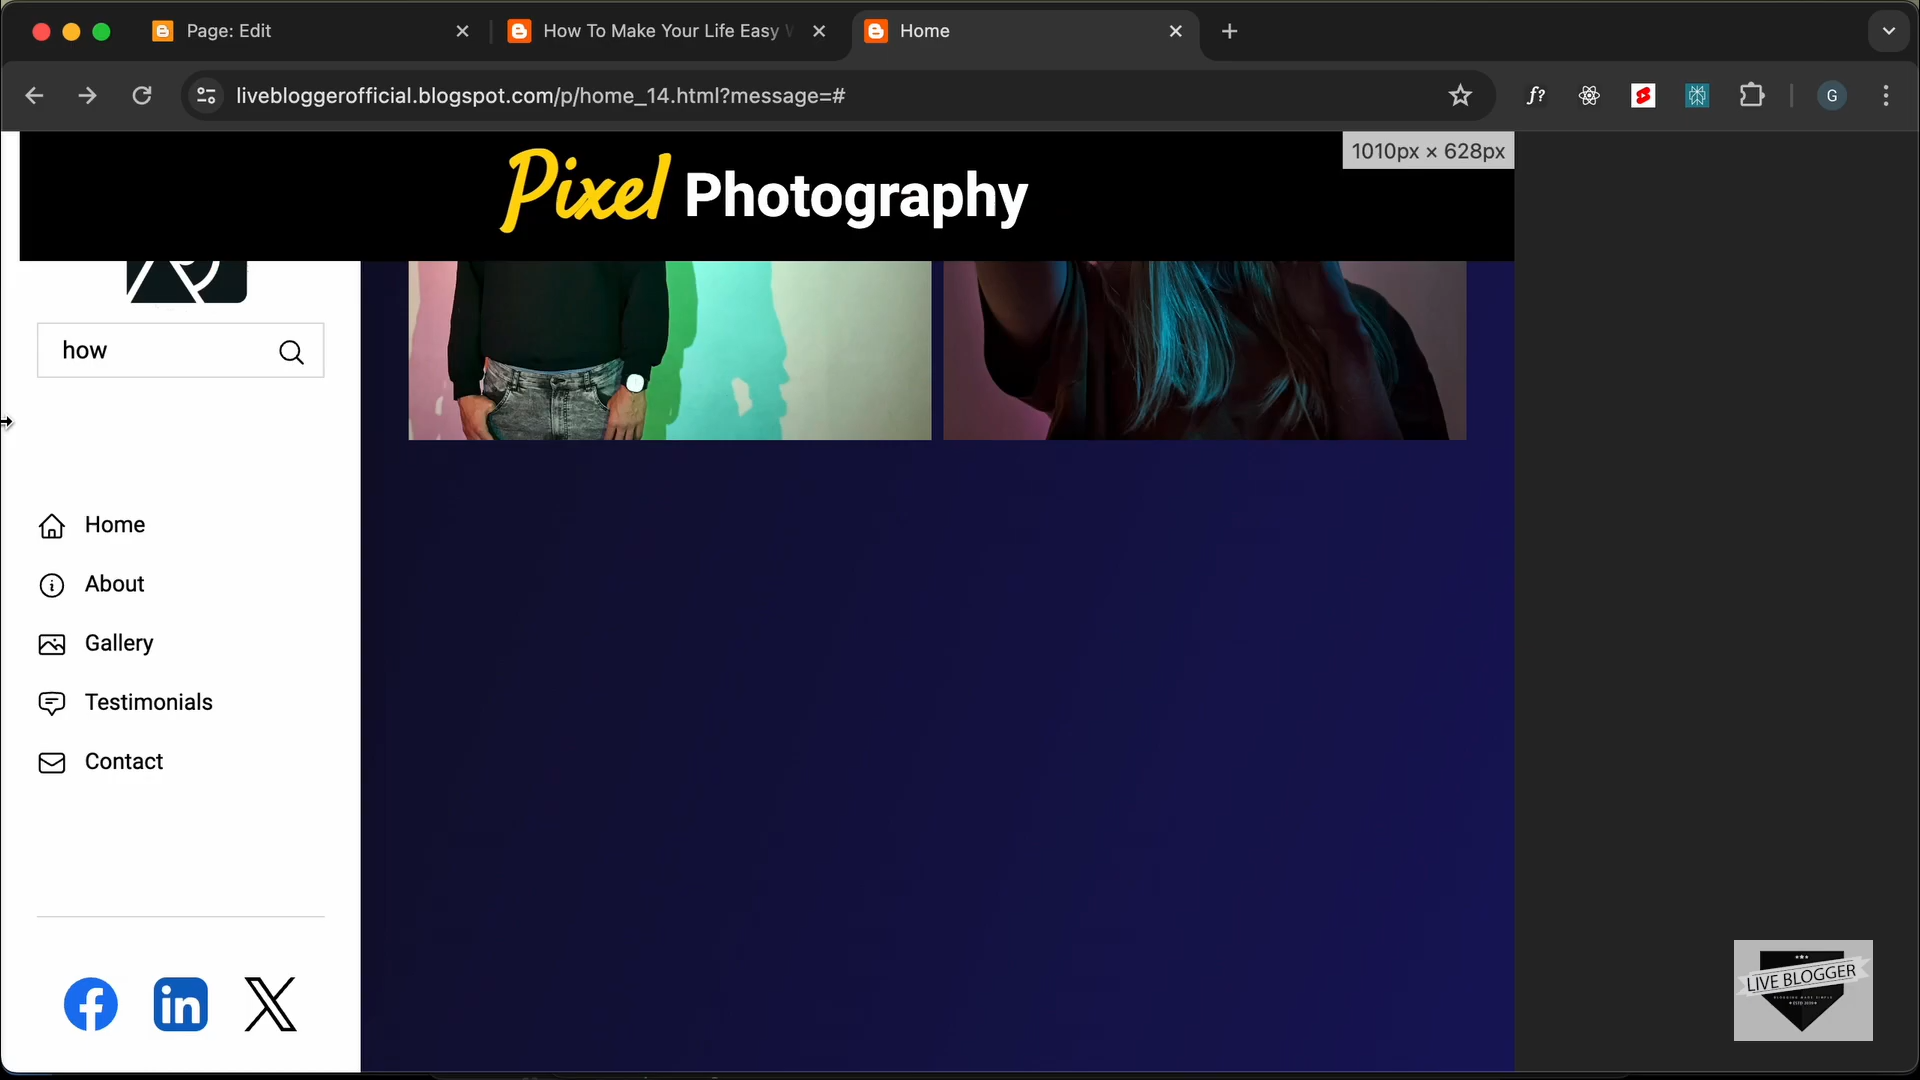 Page: Edit
How To Make Your Life Easy
Home
livebloggerofficial.blogspot.com/p/home_14.html?message=#
f?
G
1010px × 628px
Pixel Photography
how
Home
About
Gallery
Testimonials
Contact
in
LIVE BLOGGER